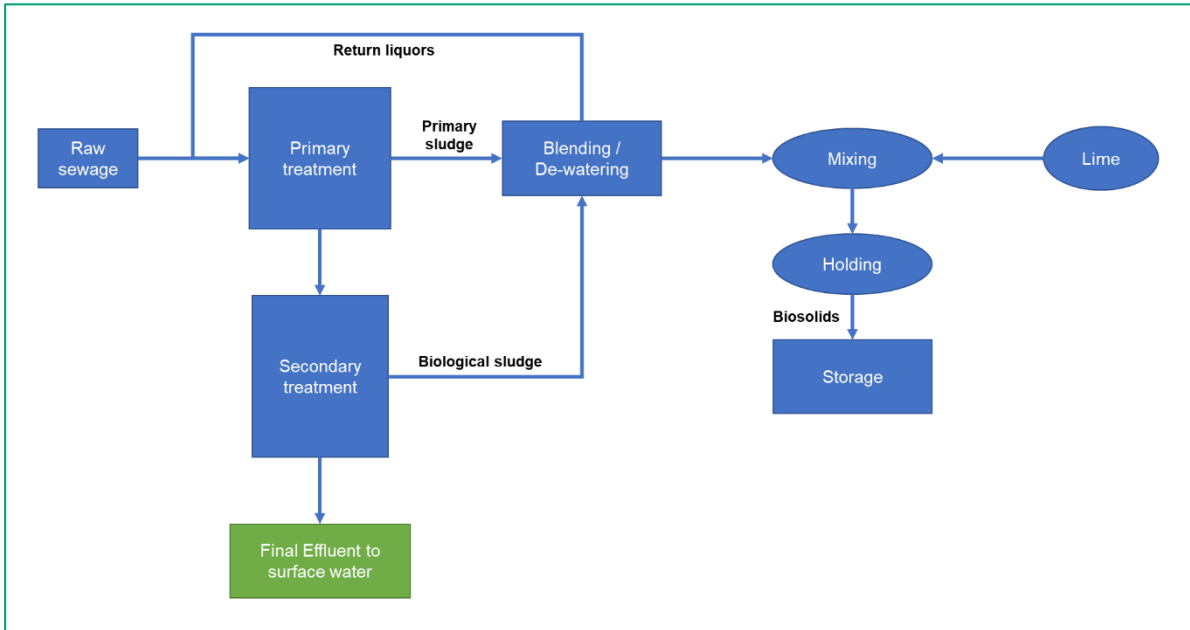 Return liquors
Raw
sewage
Primary
treatment
Primary
sludge
Blending /
De-watering
Mixing
Lime
Holding
Biosolids
Storage
Secondary
treatment
Biological sludge
Final Effluent to
surface water